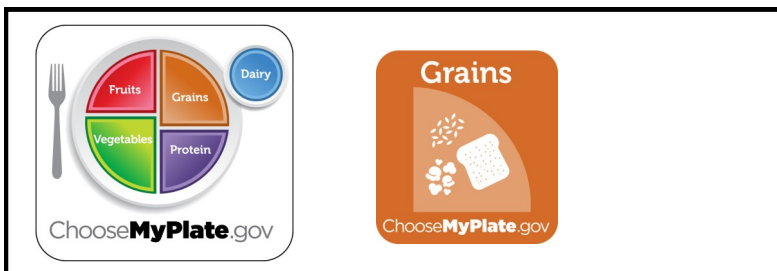 Fruits
Grains
Dairy
Vegetables
Protein
ChooseMyPlate.gov
Grains
ChooseMyPlate.gov